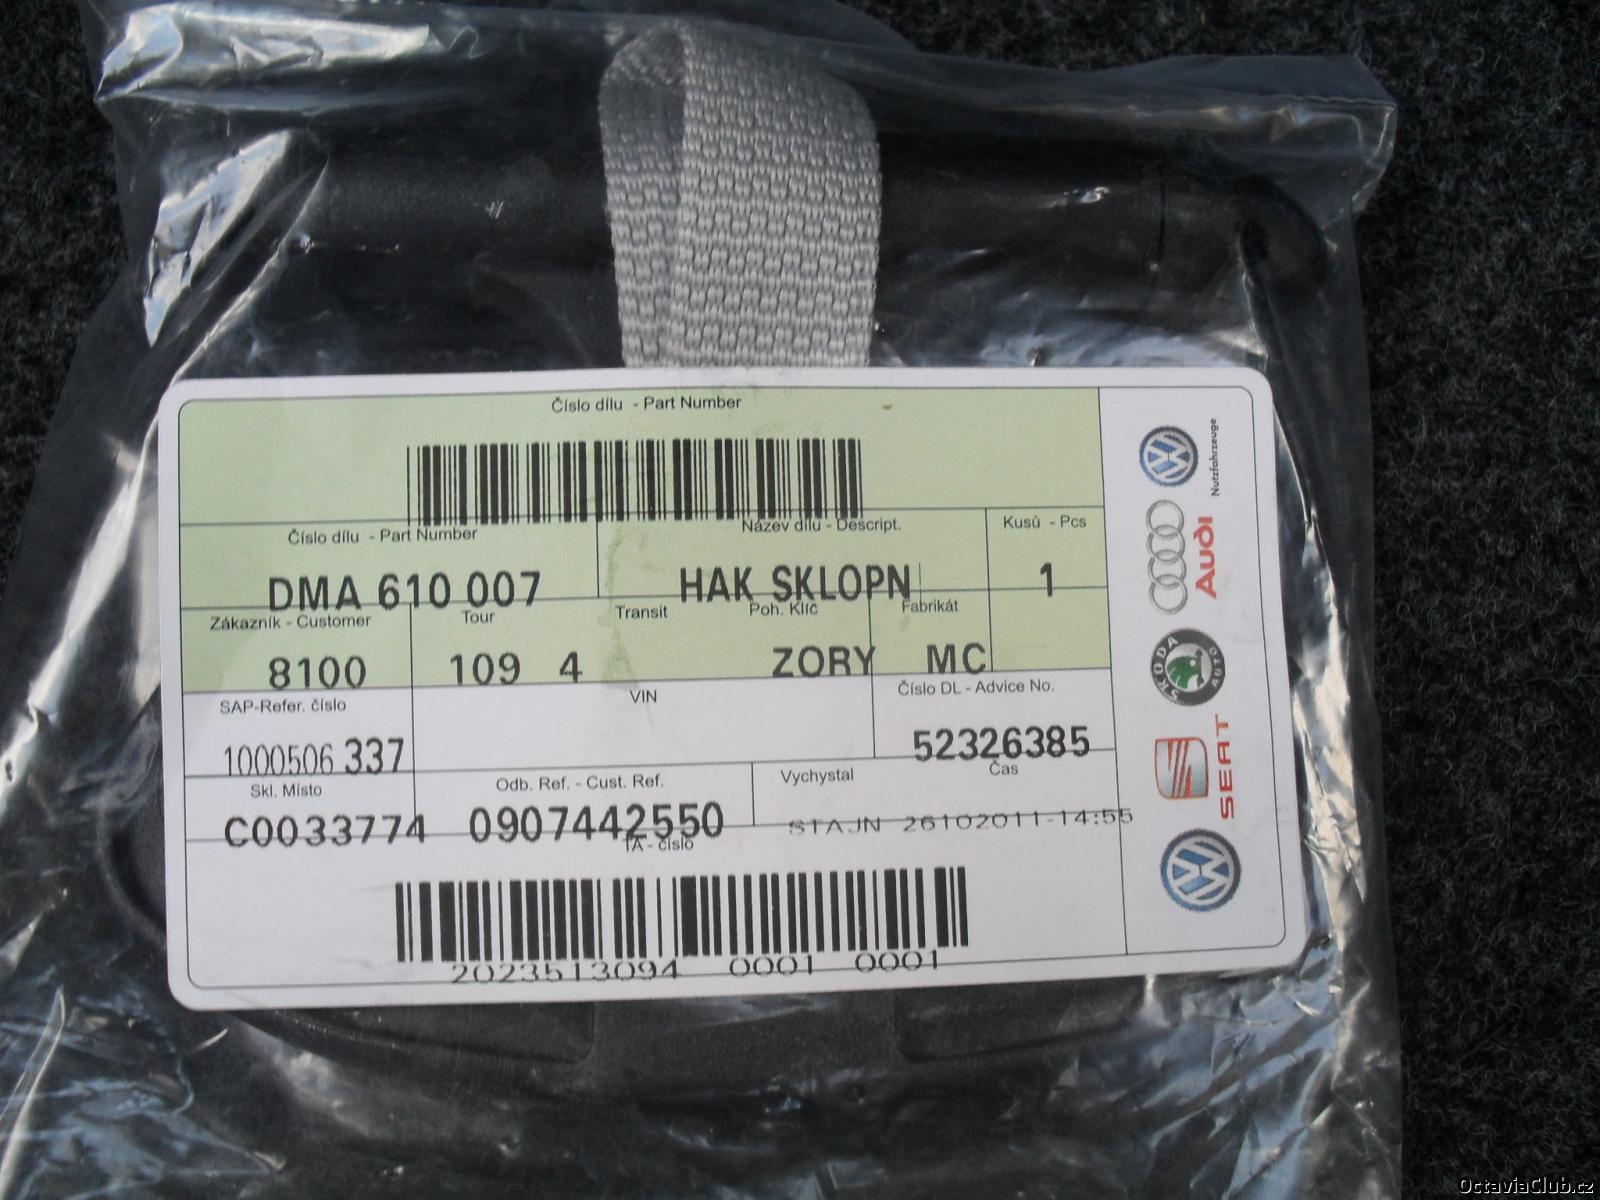 Číslo dílu - Part Number
Číslo dílu - Part Number
Název dílu - Descript.
Kusů - Pcs
DMA 610 007
HAK SKLOPN
1
Zákazník - Customer
Tour
Transit
Poh. Klíč
Fabrikát
8100
109 4
ZORY
MC
SAP-Refer. číslo
VIN
Číslo DL - Advice No.
1000506 337
52326385
Skl. Místo
Odb. Ref. - Cust. Ref.
Vychystal
Čas
C0033774
0907442550
STAJN 26102011-14:55
TA - číslo
2023513094 0001 0001
Nutzfahrzeuge
Audi
ŠKODA
AUTO
SEAT
OctaviaClub.cz